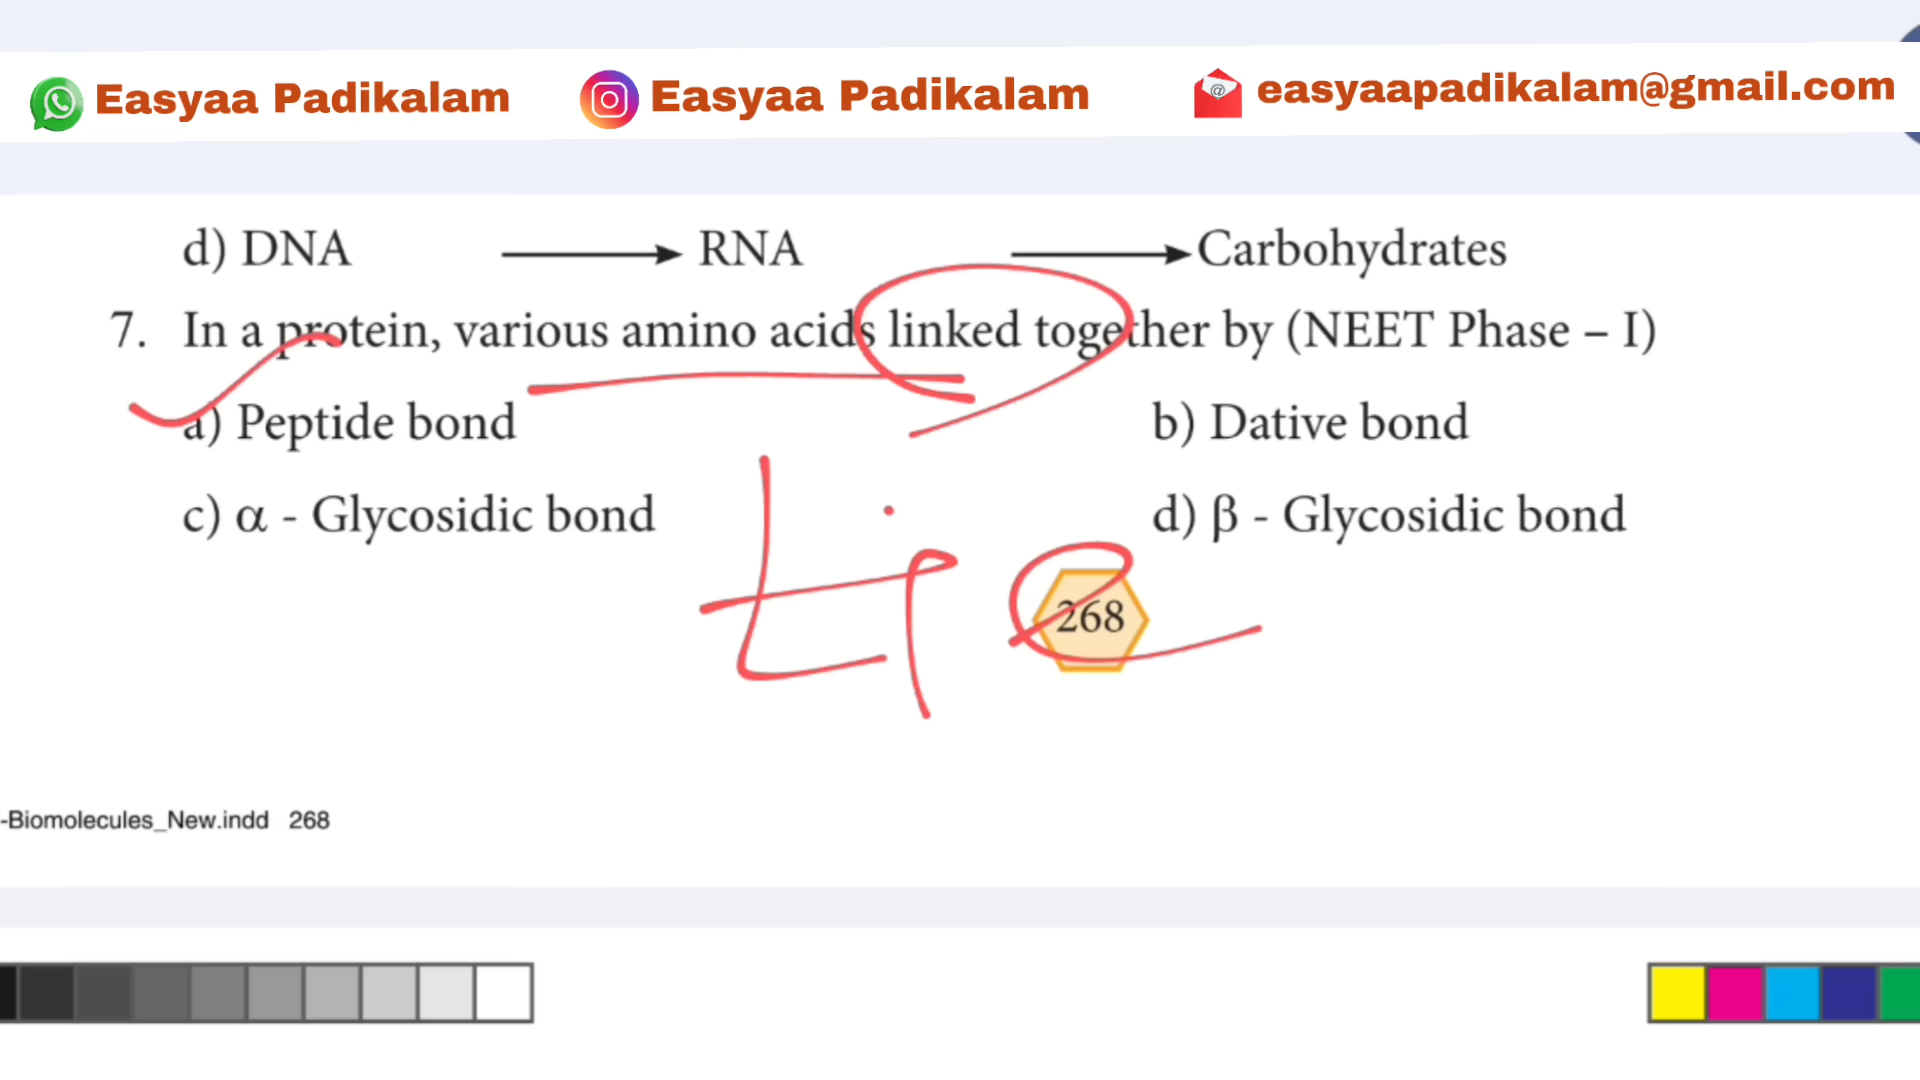 Easyaa Padikalam Easyaa Padikalam easyaapadikalam@gmail.com
d) DNA → RNA → Carbohydrates
7. In a protein, various amino acids linked together by (NEET Phase – I)
a) Peptide bond b) Dative bond
c) α - Glycosidic bond d) β - Glycosidic bond
268
-Biomolecules_New.indd 268